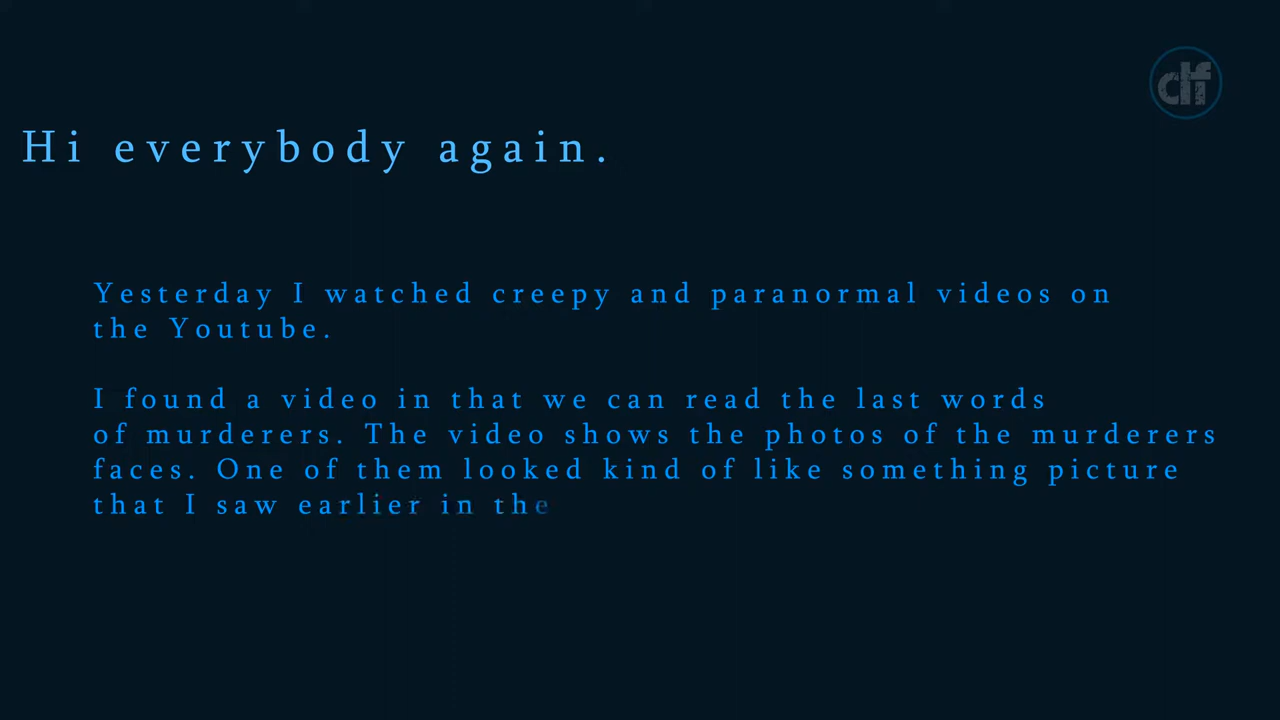 df
Hi everybody again.
Yesterday I watched creepy and paranormal videos on
the Youtube.
I found a video in that we can read the last words
of murderers. The video shows the photos of the murderers
faces. One of them looked kind of like something picture
that I saw earlier in the